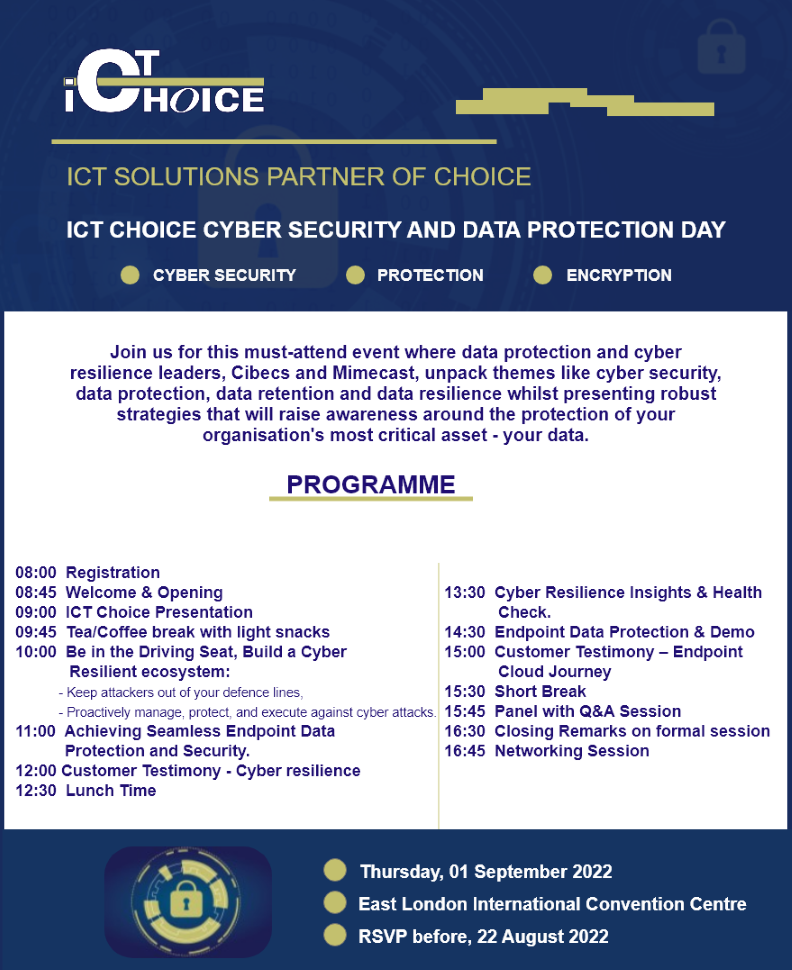 iCT CHOICE
ICT SOLUTIONS PARTNER OF CHOICE
ICT CHOICE CYBER SECURITY AND DATA PROTECTION DAY
CYBER SECURITY PROTECTION ENCRYPTION
Join us for this must-attend event where data protection and cyber
resilience leaders, Cibecs and Mimecast, unpack themes like cyber security,
data protection, data retention and data resilience whilst presenting robust
strategies that will raise awareness around the protection of your
organisation's most critical asset - your data.
PROGRAMME
08:00 Registration
08:45 Welcome & Opening
09:00 ICT Choice Presentation
09:45 Tea/Coffee break with light snacks
10:00 Be in the Driving Seat, Build a Cyber
Resilient ecosystem:
- Keep attackers out of your defence lines,
- Proactively manage, protect, and execute against cyber attacks.
11:00 Achieving Seamless Endpoint Data
Protection and Security.
12:00 Customer Testimony - Cyber resilience
12:30 Lunch Time
13:30 Cyber Resilience Insights & Health
Check.
14:30 Endpoint Data Protection & Demo
15:00 Customer Testimony – Endpoint
Cloud Journey
15:30 Short Break
15:45 Panel with Q&A Session
16:30 Closing Remarks on formal session
16:45 Networking Session
Thursday, 01 September 2022
East London International Convention Centre
RSVP before, 22 August 2022